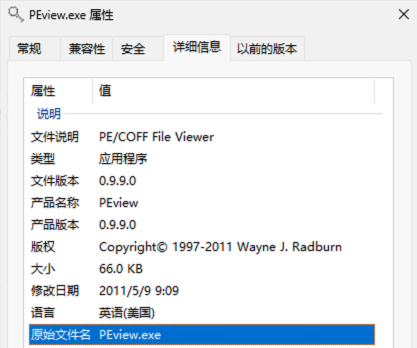 PEview.exe 属性
常规 兼容性 安全 详细信息 以前的版本
属性 值
说明
文件说明 PE/COFF File Viewer
类型 应用程序
文件版本 0.9.9.0
产品名称 PEview
产品版本 0.9.9.0
版权 Copyright© 1997-2011 Wayne J. Radburn
大小 66.0 KB
修改日期 2011/5/9 9:09
语言 英语(美国)
原始文件名 PEview.exe